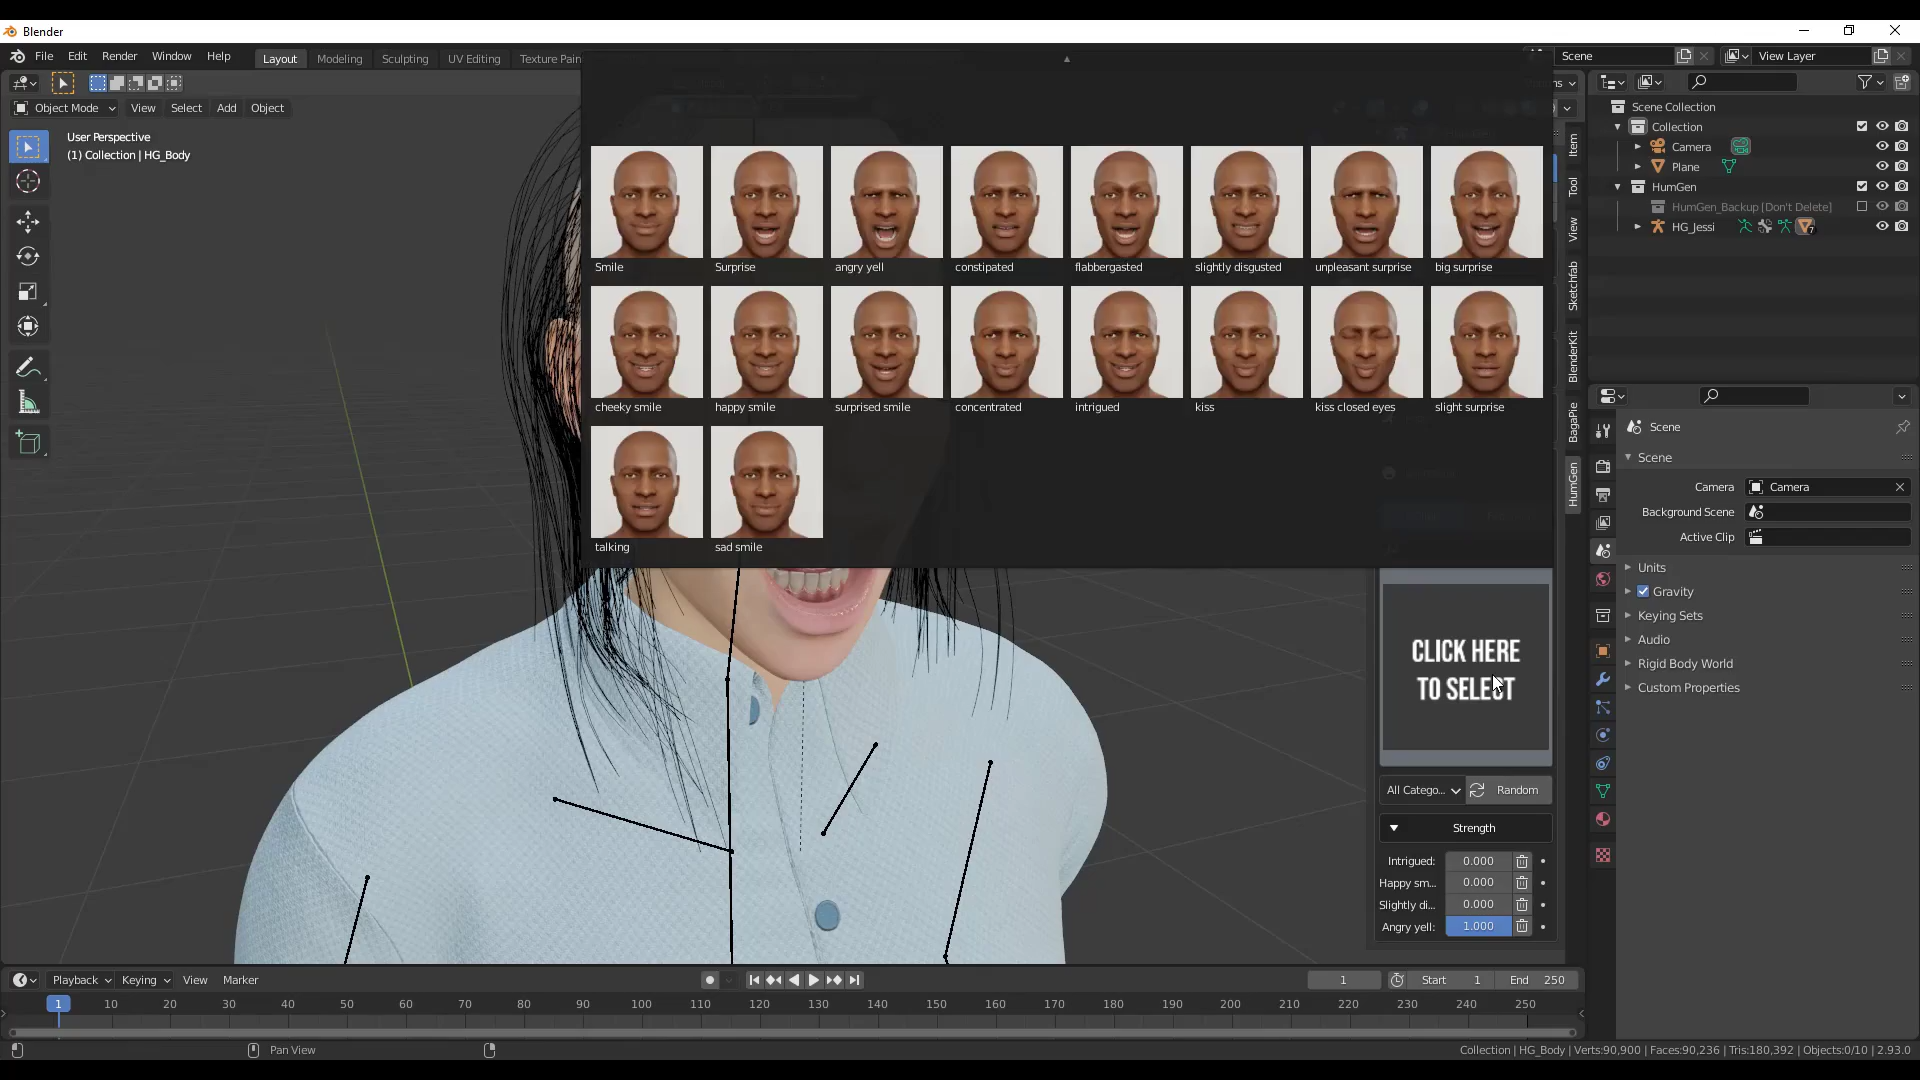 Blender
File Edit Render Window Help
Layout Modeling Sculpting UV Editing Texture Pain
Scene
View Layer
Object Mode View Select Add Object
User Perspective
(1) Collection | HG_Body
Smile Surprise angry yell constipated flabbergasted slightly disgusted unpleasant surprise big surprise
cheeky smile happy smile surprised smile concentrated intrigued kiss kiss closed eyes slight surprise
talking sad smile
Item
Tool
View
Sketchfab
BlenderKit
BagaPie
HumGen
CLICK HERE
TO SELECT
All Catego... Random
Strength
Intrigued: 0.000
Happy sm... 0.000
Slightly di... 0.000
Angry yell: 1.000
Scene Collection
Collection
Camera
Plane
HumGen
HumGen_Backup [Don't Delete]
HG_Jessi
7
Scene
Scene
Camera Camera
Background Scene
Active Clip
Units
Gravity
Keying Sets
Audio
Rigid Body World
Custom Properties
Playback Keying View Marker
1 Start 1 End 250
1 10 20 30 40 50 60 70 80 90 100 110 120 130 140 150 160 170 180 190 200 210 220 230 240 250
Pan View
Collection | HG_Body | Verts:90,900 | Faces:90,236 | Tris:180,392 | Objects:0/10 | 2.93.0